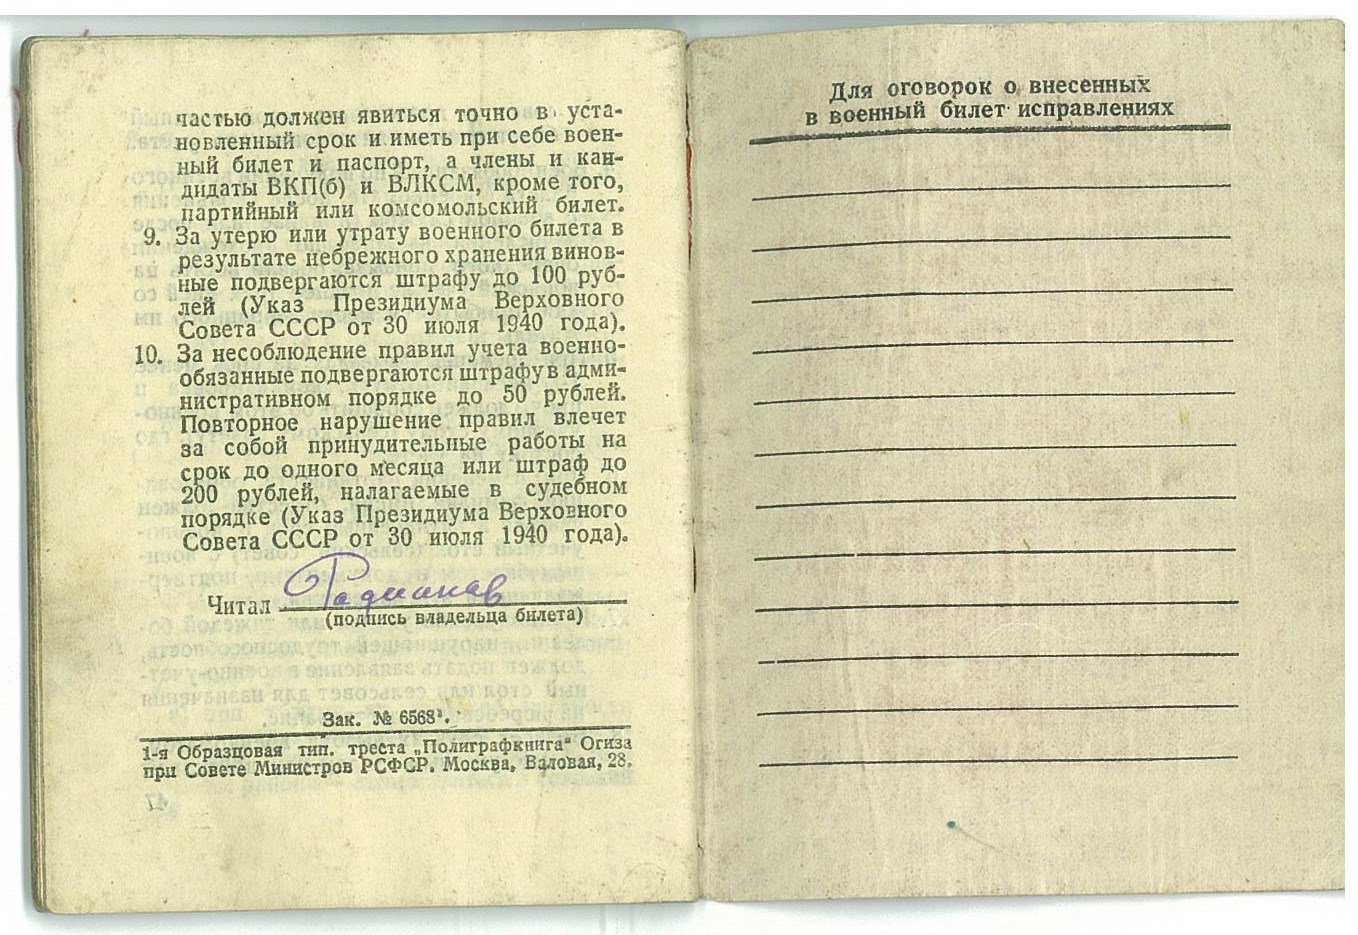 частью должен явиться точно в уста-
новленный срок и иметь при себе воен-
ный билет и паспорт, а члены и кан-
дидаты ВКП(б) и ВЛКСМ, кроме того,
партийный или комсомольский билет.
9. За утерю или утрату военного билета в
результате небрежного хранения винов-
ные подвергаются штрафу до 100 руб-
лей (Указ Президиума Верховного
Совета СССР от 30 июля 1940 года).
10. За несоблюдение правил учета военно-
обязанные подвергаются штрафу в адми-
нистративном порядке до 50 рублей.
Повторное нарушение правил влечет
за собой принудительные работы на
срок до одного месяца или штраф до
200 рублей, налагаемые в судебном
порядке (Указ Президиума Верховного
Совета СССР от 30 июля 1940 года).
Читал
(подпись владельца билета)
Зак. № 6568¹.
1-я Образцовая тип. треста „Полиграфкнига“ Огиза
при Совете Министров РСФСР. Москва, Валовая, 28.
Для оговорок о внесенных
в военный билет исправлениях